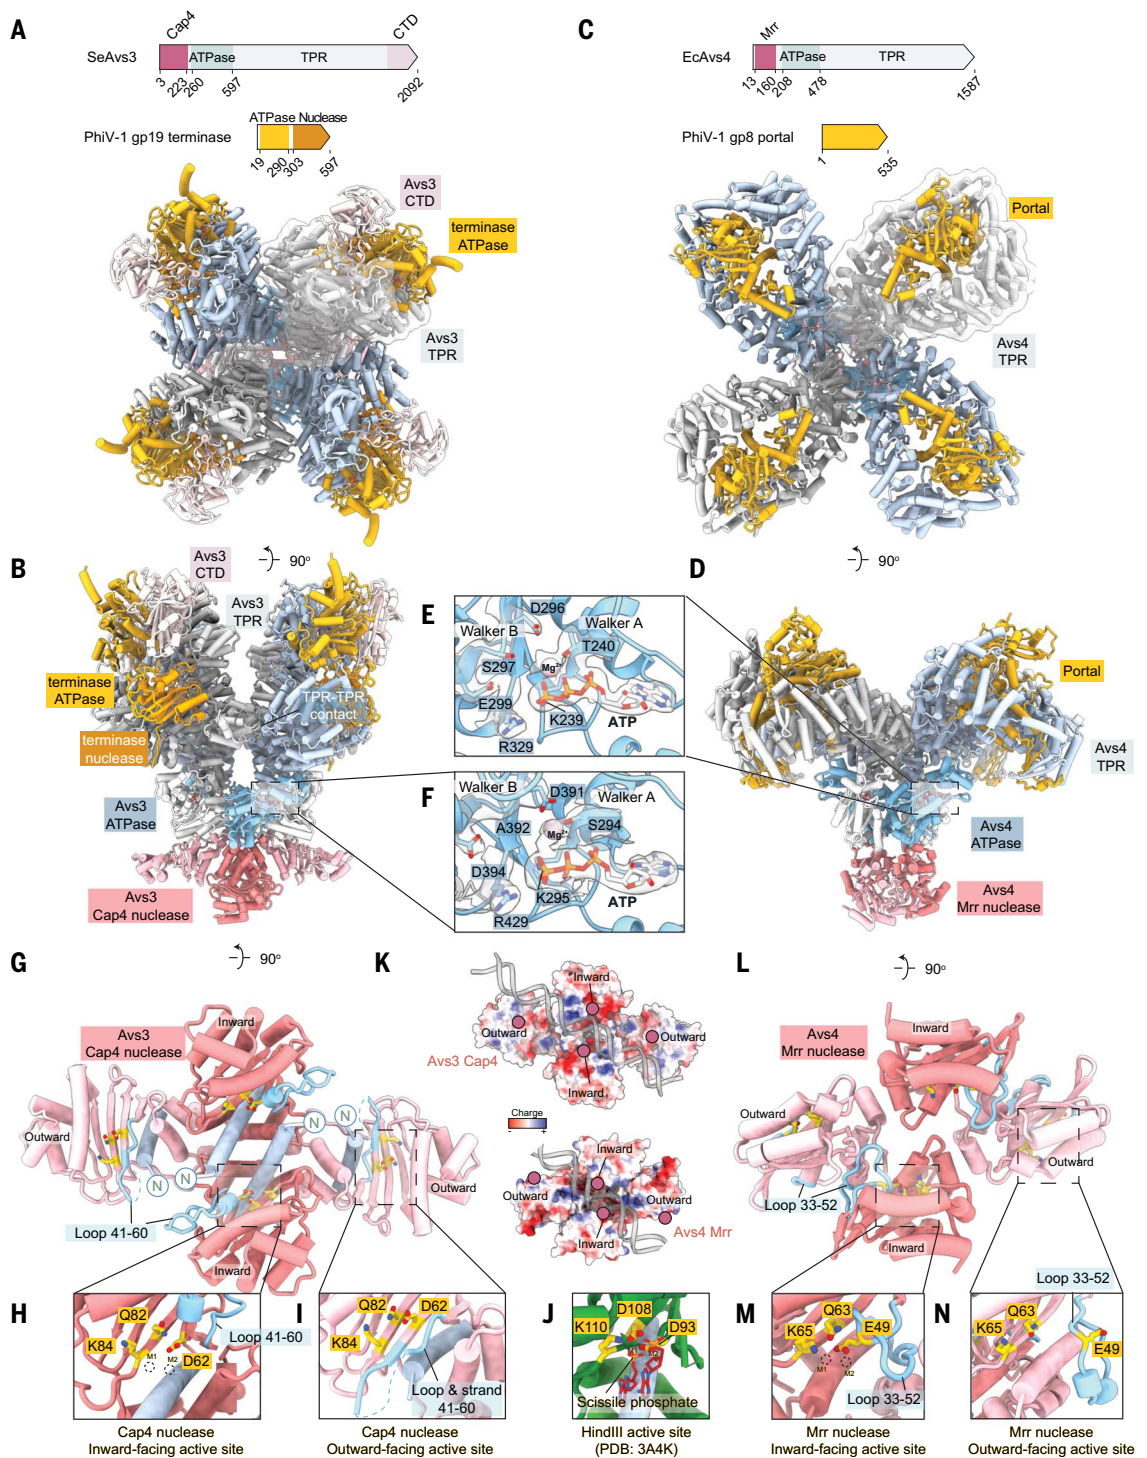 A
Cap4
CTD
SeAvs3
ATPase
TPR
3
223
260
597
2092
ATPase Nuclease
PhiV-1 gp19 terminase
19
290
303
597
Avs3
CTD
terminase
ATPase
Avs3
TPR
C
Mrr
EcAvs4
ATPase
TPR
13
160
208
478
1587
PhiV-1 gp8 portal
1
535
Portal
Avs4
TPR
B
90º
Avs3
CTD
Avs3
TPR
terminase
ATPase
TPR-TPR
contact
terminase
nuclease
Avs3
ATPase
Avs3
Cap4 nuclease
E
D296
Walker B
Walker A
T240
S297
Mg2+
E299
K239
ATP
R329
F
D391
Walker B
Walker A
A392
S294
Mg2+
D394
K295
ATP
R429
D
90º
Portal
Avs4
TPR
Avs4
ATPase
Avs4
Mrr nuclease
G
90º
Avs3
Cap4 nuclease
Inward
Outward
N
N
N
N
Outward
Loop 41-60
Inward
K
Inward
Outward
Outward
Avs3 Cap4
Inward
Charge
-
+
Inward
Outward
Outward
Avs4 Mrr
Inward
L
90º
Avs4
Mrr nuclease
Inward
Outward
Outward
Loop 33-52
Inward
H
Q82
Loop 41-60
K84
M1
M2
D62
Cap4 nuclease
Inward-facing active site
I
Q82
D62
K84
Loop & strand
41-60
Cap4 nuclease
Outward-facing active site
J
D108
K110
D93
M1
M2
Scissile phosphate
HindIII active site
(PDB: 3A4K)
M
Q63
K65
E49
M1
M2
Loop 33-52
Mrr nuclease
Inward-facing active site
N
Loop 33-52
Q63
K65
E49
Mrr nuclease
Outward-facing active site